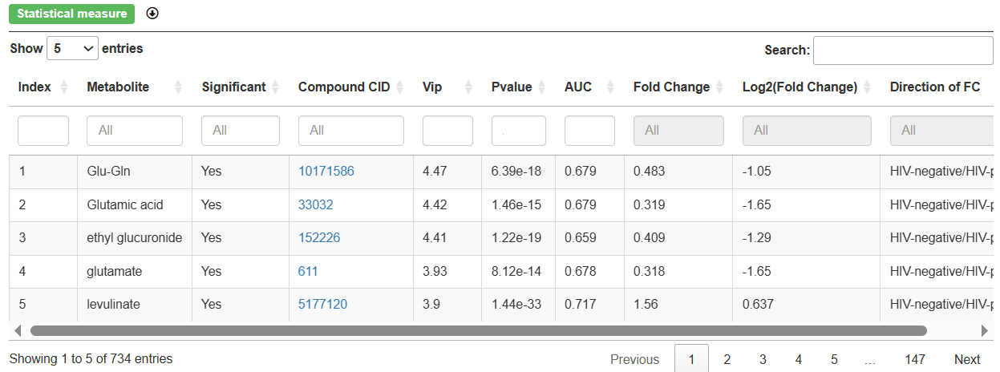 Statistical measure
Show 5 entries Search:
Index Metabolite Significant Compound CID Vip Pvalue AUC Fold Change Log2(Fold Change) Direction of FC
All All All . All All All
1 Glu-Gln Yes 10171586 4.47 6.39e-18 0.679 0.483 -1.05 HIV-negative/HIV-p
2 Glutamic acid Yes 33032 4.42 1.46e-15 0.679 0.319 -1.65 HIV-negative/HIV-p
3 ethyl glucuronide Yes 152226 4.41 1.22e-19 0.659 0.409 -1.29 HIV-negative/HIV-p
4 glutamate Yes 611 3.93 8.12e-14 0.678 0.318 -1.65 HIV-negative/HIV-p
5 levulinate Yes 5177120 3.9 1.44e-33 0.717 1.56 0.637 HIV-negative/HIV-p
Showing 1 to 5 of 734 entries Previous 1 2 3 4 5 … 147 Next